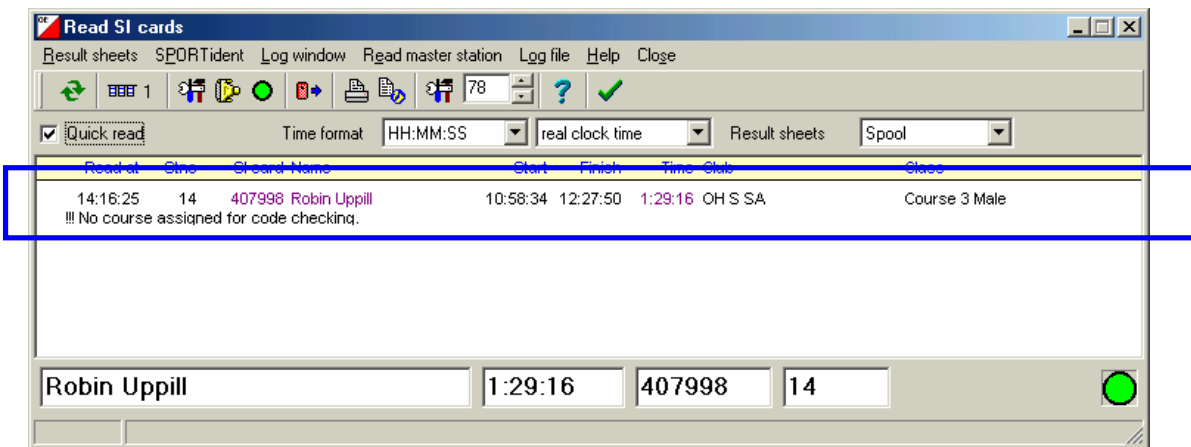 OE Read SI cards
Result sheets SPORTident Log window Read master station Log file Help Close
1 78 ?
Quick read Time format HH:MM:SS real clock time Result sheets Spool
Read at Stno SI card Name Start Finish Time Club Class
14:16:25 14 407998 Robin Uppill 10:58:34 12:27:50 1:29:16 OH S SA Course 3 Male
!!! No course assigned for code checking.
Robin Uppill 1:29:16 407998 14